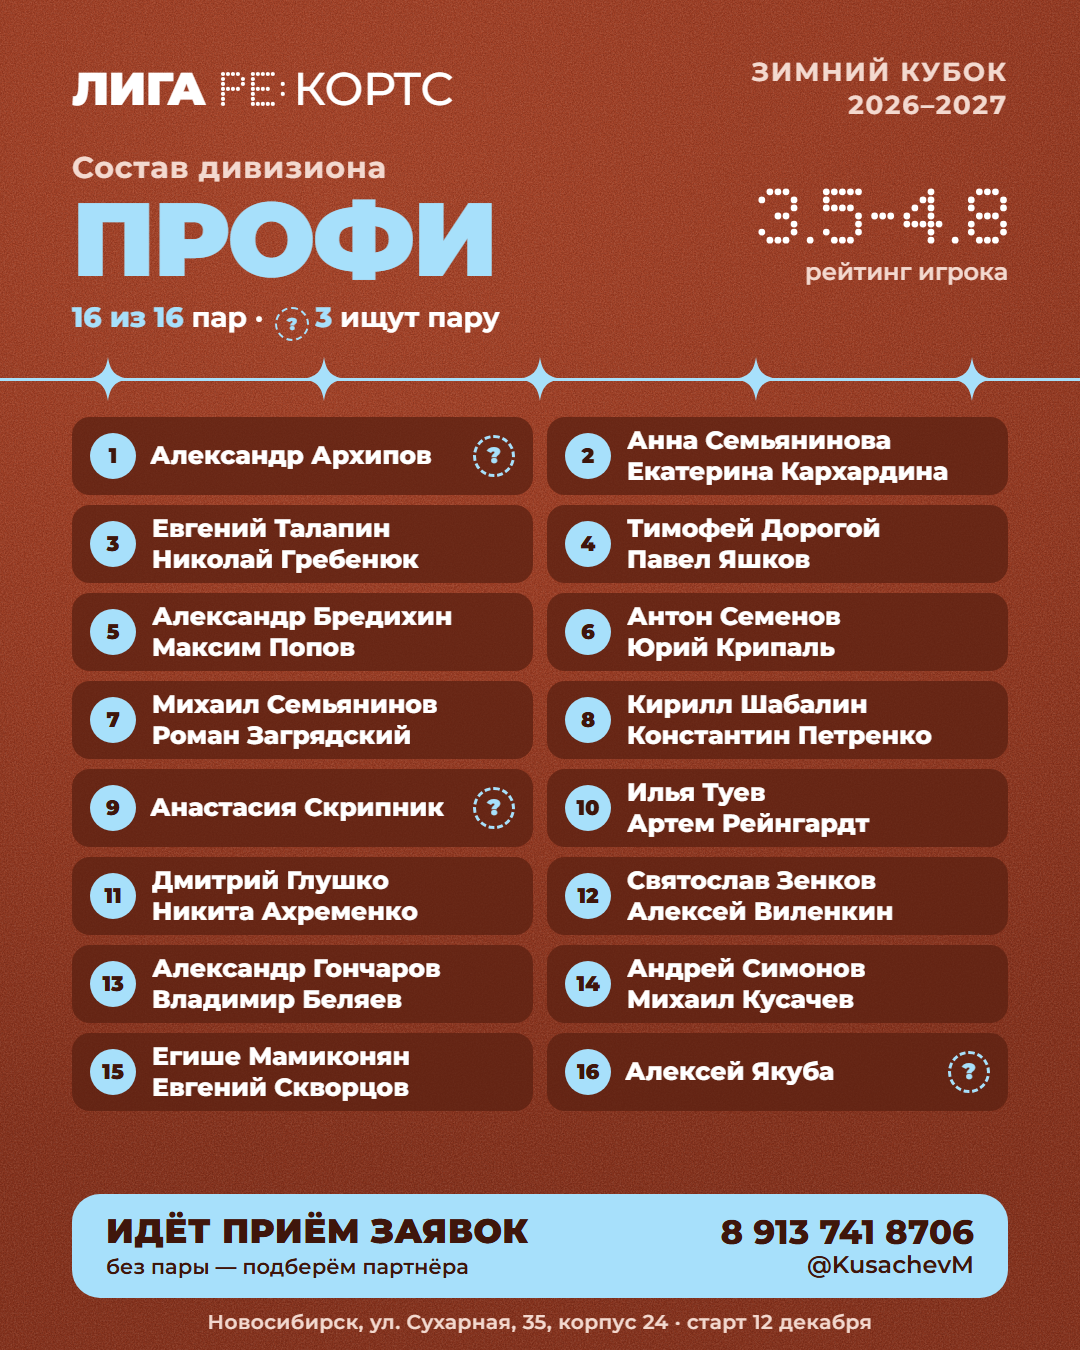 ЛИГА РЕ:КОРТС
ЗИМНИЙ КУБОК
2026–2027
Состав дивизиона
ПРОФИ
3.5–4.8
рейтинг игрока
16 из 16 пар · ? 3 ищут пару
1 Александр Архипов ?
2 Анна Семьянинова
Екатерина Кархардина
3 Евгений Талапин
Николай Гребенюк
4 Тимофей Дорогой
Павел Яшков
5 Александр Бредихин
Максим Попов
6 Антон Семенов
Юрий Крипаль
7 Михаил Семьянинов
Роман Загрядский
8 Кирилл Шабалин
Константин Петренко
9 Анастасия Скрипник ?
10 Илья Туев
Артем Рейнгардт
11 Дмитрий Глушко
Никита Ахременко
12 Святослав Зенков
Алексей Виленкин
13 Александр Гончаров
Владимир Беляев
14 Андрей Симонов
Михаил Кусачев
15 Егише Мамиконян
Евгений Скворцов
16 Алексей Якуба ?
ИДЁТ ПРИЁМ ЗАЯВОК
без пары — подберём партнёра
8 913 741 8706
@KusachevM
Новосибирск, ул. Сухарная, 35, корпус 24 · старт 12 декабря